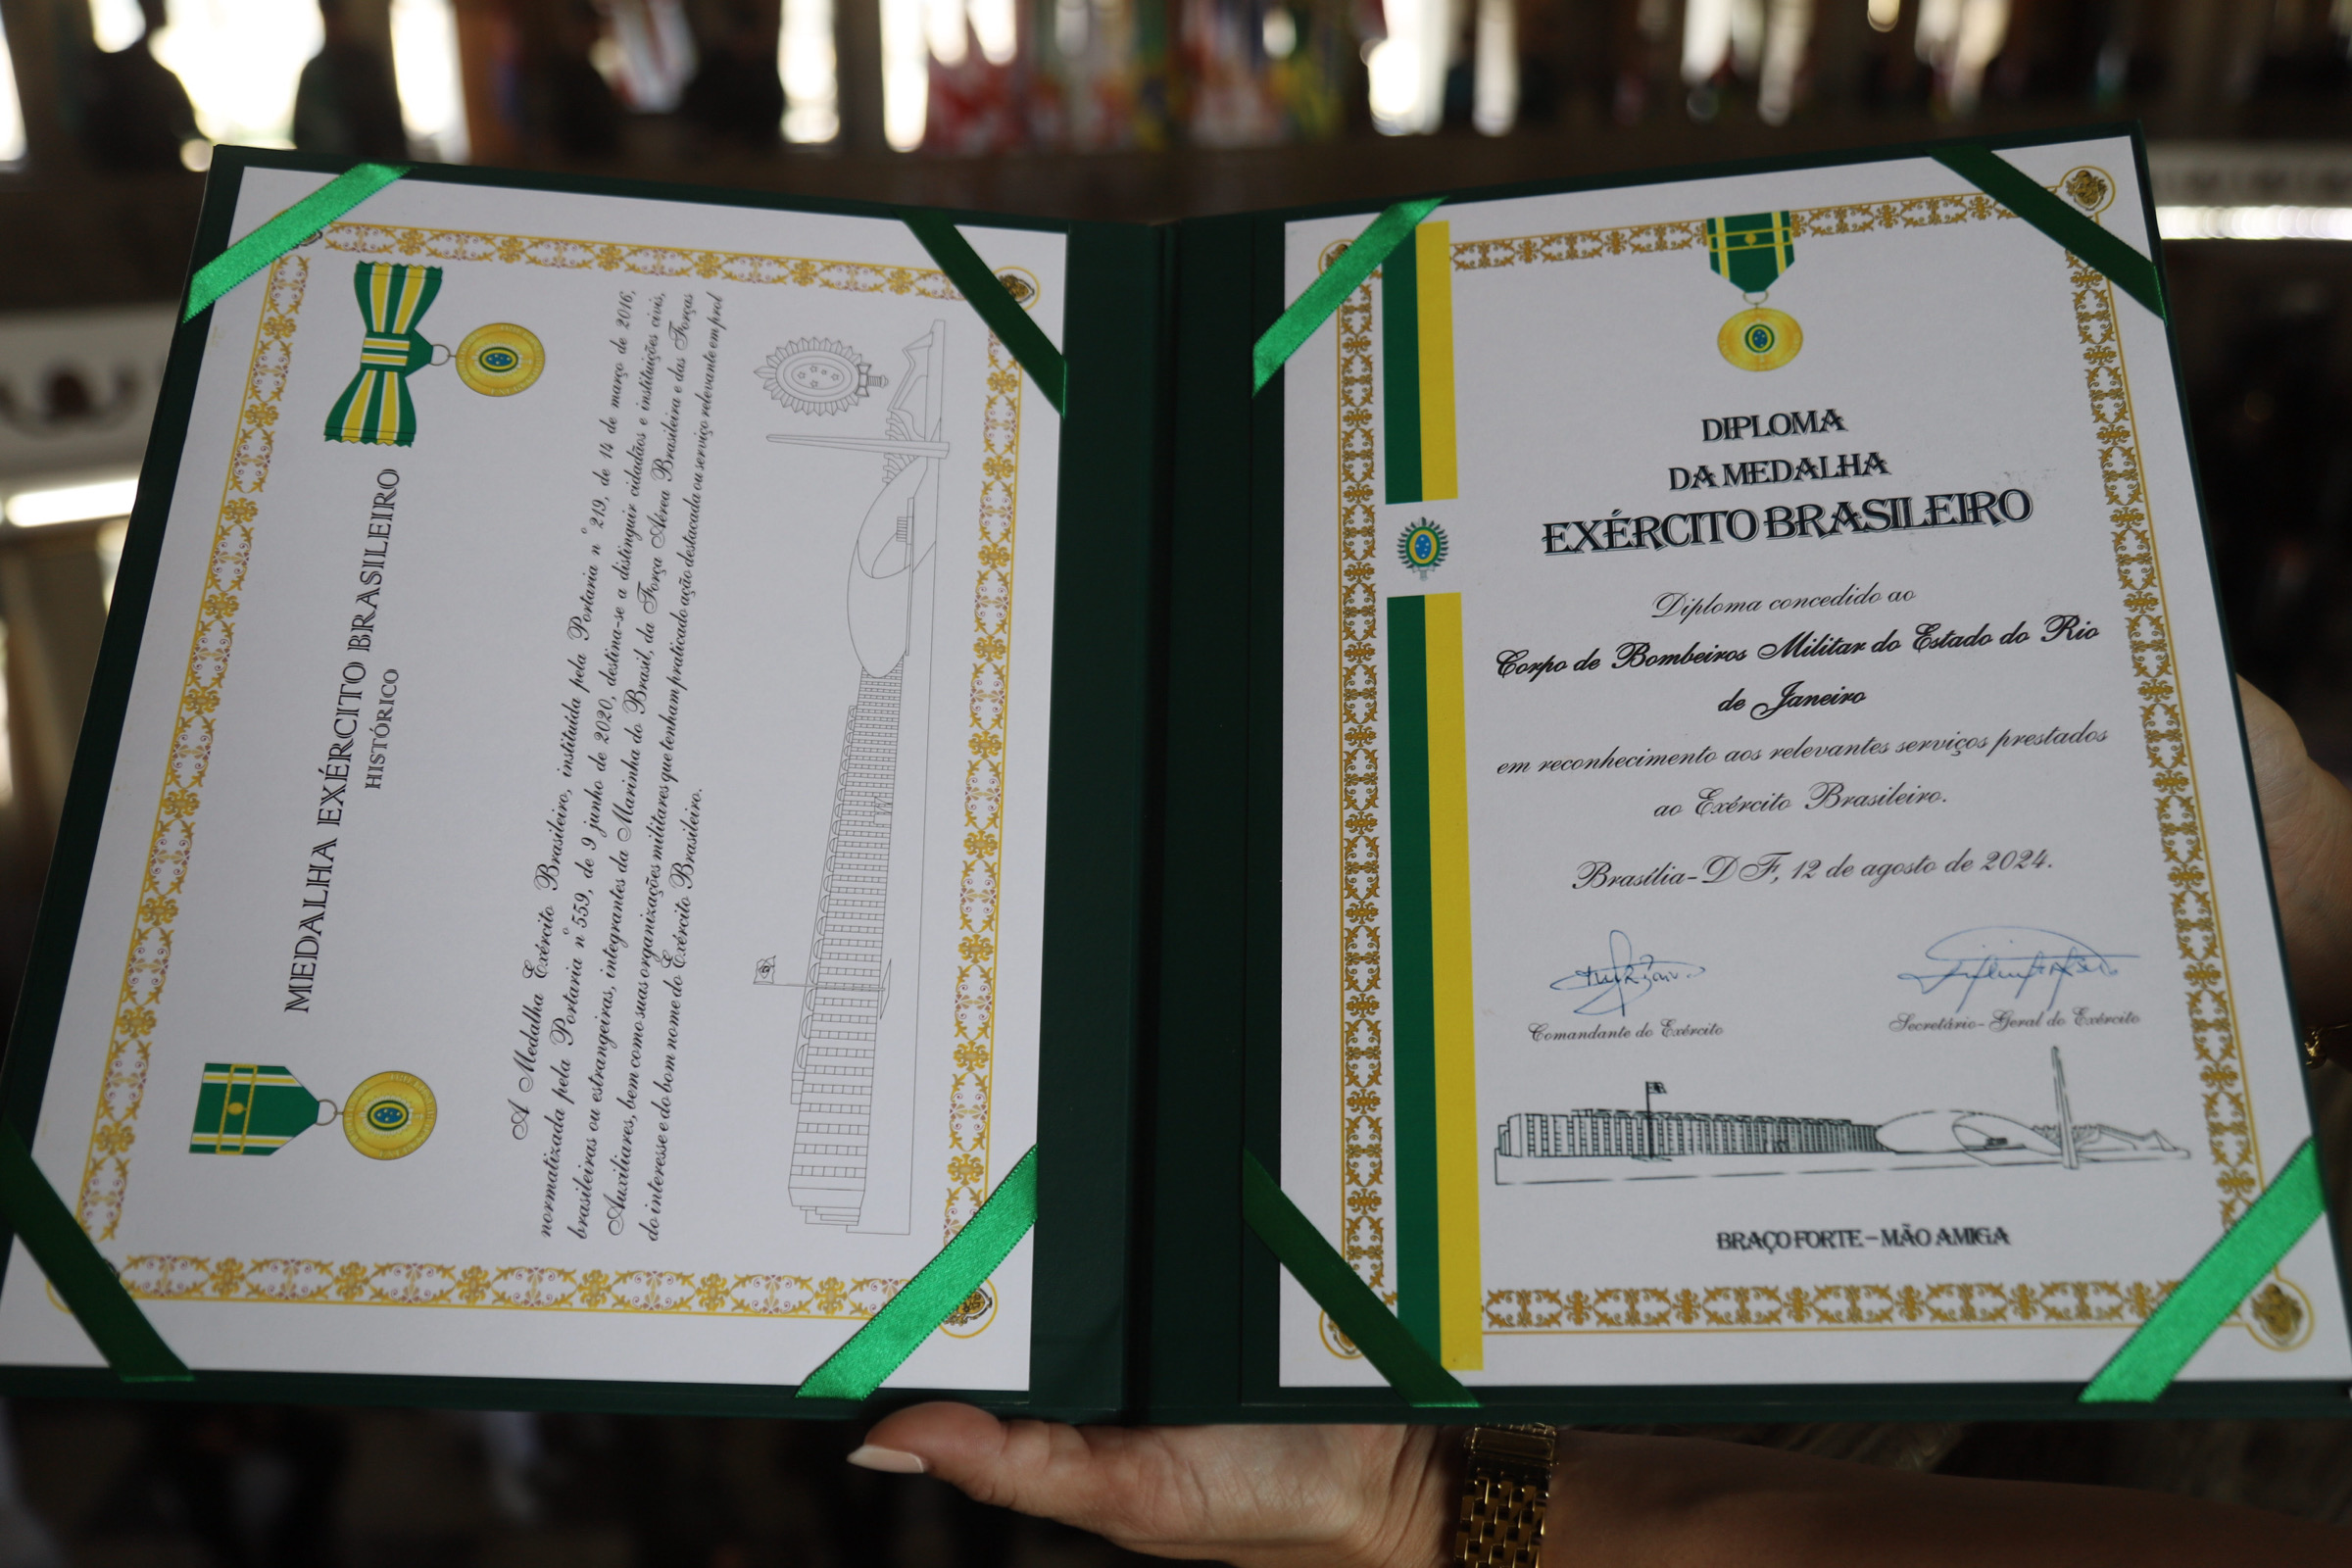 MEDALHA EXÉRCITO BRASILEIRO
HISTÓRICO
A Medalha Exército Brasileiro, instituída pela Portaria nº 219, de 14 de março de 2016,
normatizada pela Portaria nº 559, de 9 junho de 2020, destina-se a distinguir cidadãos e instituições civis,
brasileiras ou estrangeiras, integrantes da Marinha do Brasil, da Força Aérea Brasileira e das Forças
Auxiliares, bem como suas organizações militares que tenham praticado ação destacada ou serviço relevante em prol
do interesse e do bom nome do Exército Brasileiro.
DIPLOMA
DA MEDALHA
EXÉRCITO BRASILEIRO
Diploma concedido ao
Corpo de Bombeiros Militar do Estado do Rio
de Janeiro
em reconhecimento aos relevantes serviços prestados
ao Exército Brasileiro.
Brasília-DF, 12 de agosto de 2024.
Comandante do Exército
Secretário-Geral do Exército
BRAÇO FORTE – MÃO AMIGA